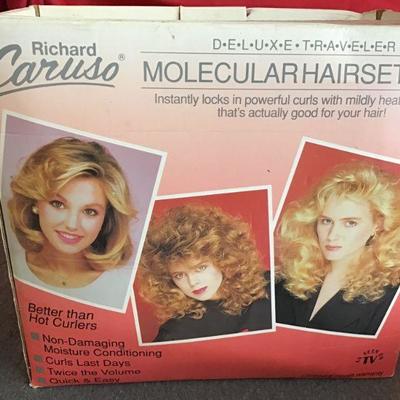 Richard
Caruso®
D•E•L•U•X•E•T•R•A•V•E•L•E•R
MOLECULAR HAIRSET
Instantly locks in powerful curls with mildly heat
that's actually good for your hair!
Better than
Hot Curlers
Non-Damaging
Moisture Conditioning
Curls Last Days
Twice the Volume
Quick & Easy
TV
warranty